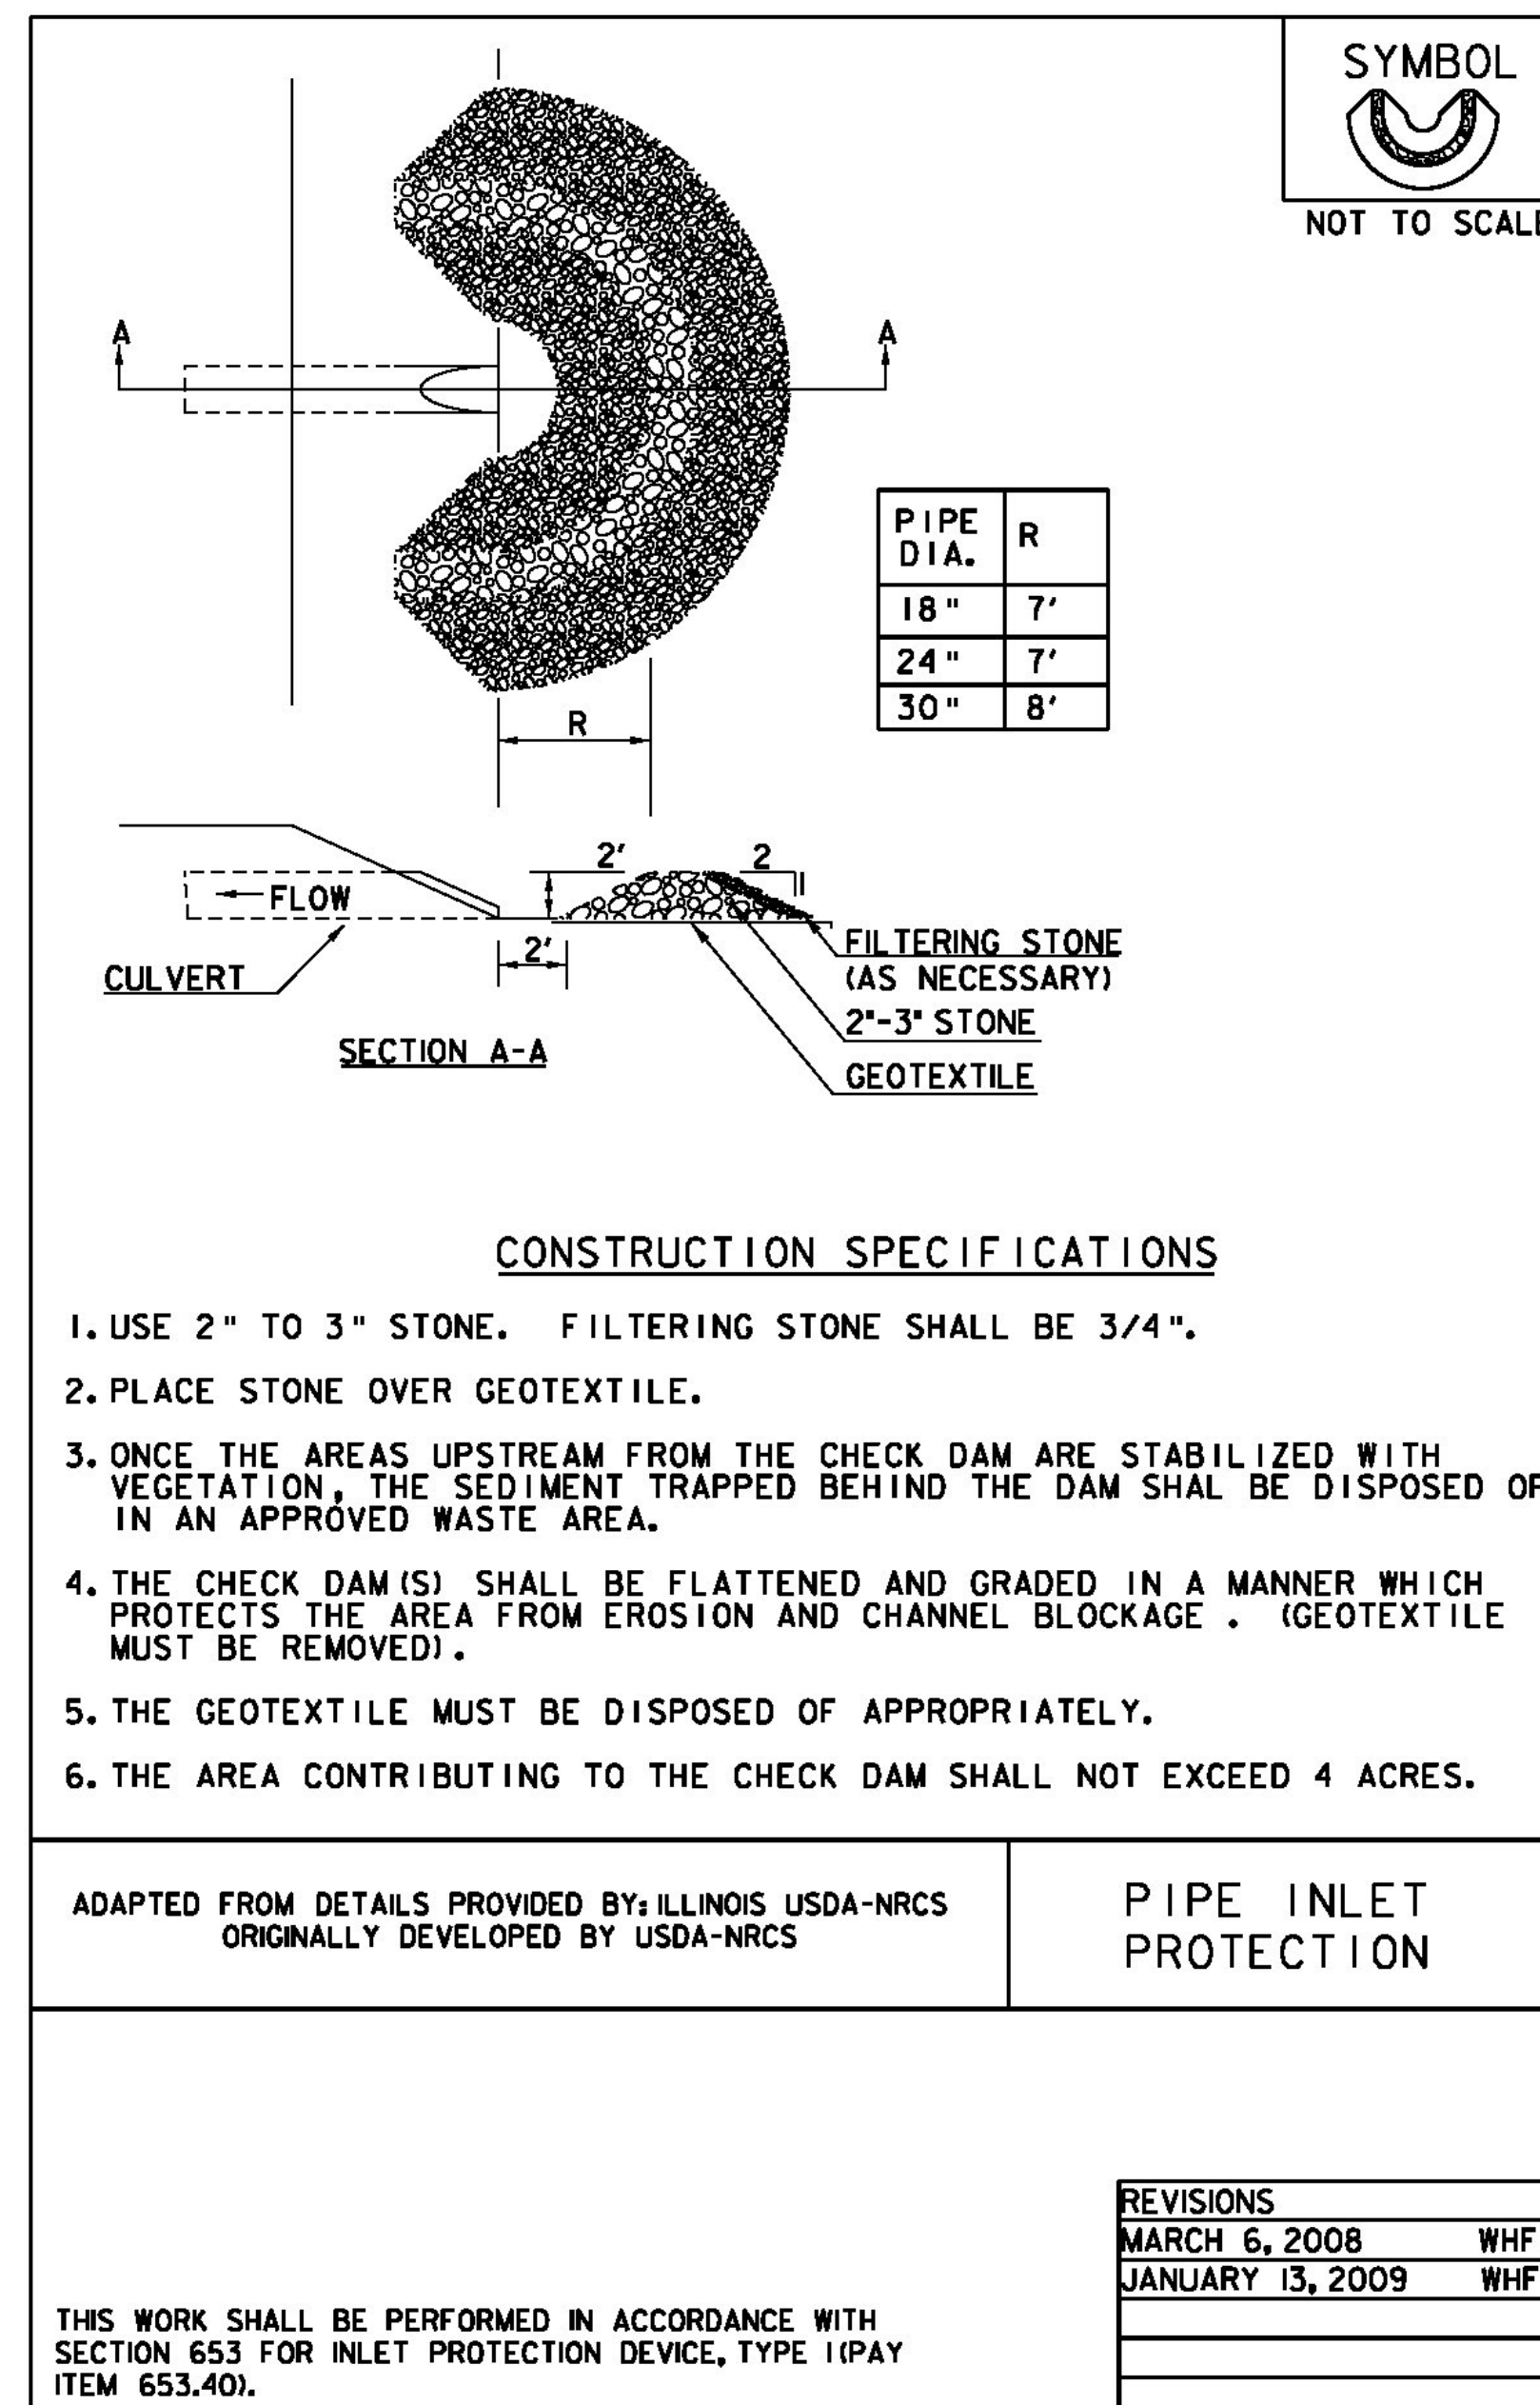 SYMBOL
NOT TO SCALE
A
A
PIPE DIA.
R
18"
7'
24"
7'
30"
8'
R
2'
2
1
FLOW
2'
CULVERT
FILTERING STONE
(AS NECESSARY)
2"-3" STONE
GEOTEXTILE
SECTION A-A
CONSTRUCTION SPECIFICATIONS
1. USE 2" TO 3" STONE. FILTERING STONE SHALL BE 3/4".
2. PLACE STONE OVER GEOTEXTILE.
3. ONCE THE AREAS UPSTREAM FROM THE CHECK DAM ARE STABILIZED WITH
VEGETATION, THE SEDIMENT TRAPPED BEHIND THE DAM SHAL BE DISPOSED OF
IN AN APPROVED WASTE AREA.
4. THE CHECK DAM(S) SHALL BE FLATTENED AND GRADED IN A MANNER WHICH
PROTECTS THE AREA FROM EROSION AND CHANNEL BLOCKAGE . (GEOTEXTILE
MUST BE REMOVED).
5. THE GEOTEXTILE MUST BE DISPOSED OF APPROPRIATELY.
6. THE AREA CONTRIBUTING TO THE CHECK DAM SHALL NOT EXCEED 4 ACRES.
ADAPTED FROM DETAILS PROVIDED BY: ILLINOIS USDA-NRCS
ORIGINALLY DEVELOPED BY USDA-NRCS
PIPE INLET
PROTECTION
REVISIONS
MARCH 6, 2008 WHF
JANUARY 13, 2009 WHF
THIS WORK SHALL BE PERFORMED IN ACCORDANCE WITH
SECTION 653 FOR INLET PROTECTION DEVICE, TYPE I (PAY
ITEM 653.40).